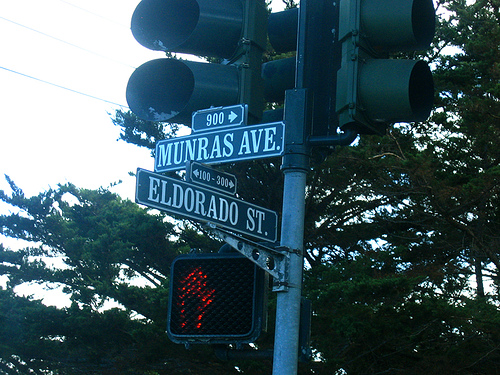 900 →
MUNRAS AVE.
←100-300→
ELDORADO ST.